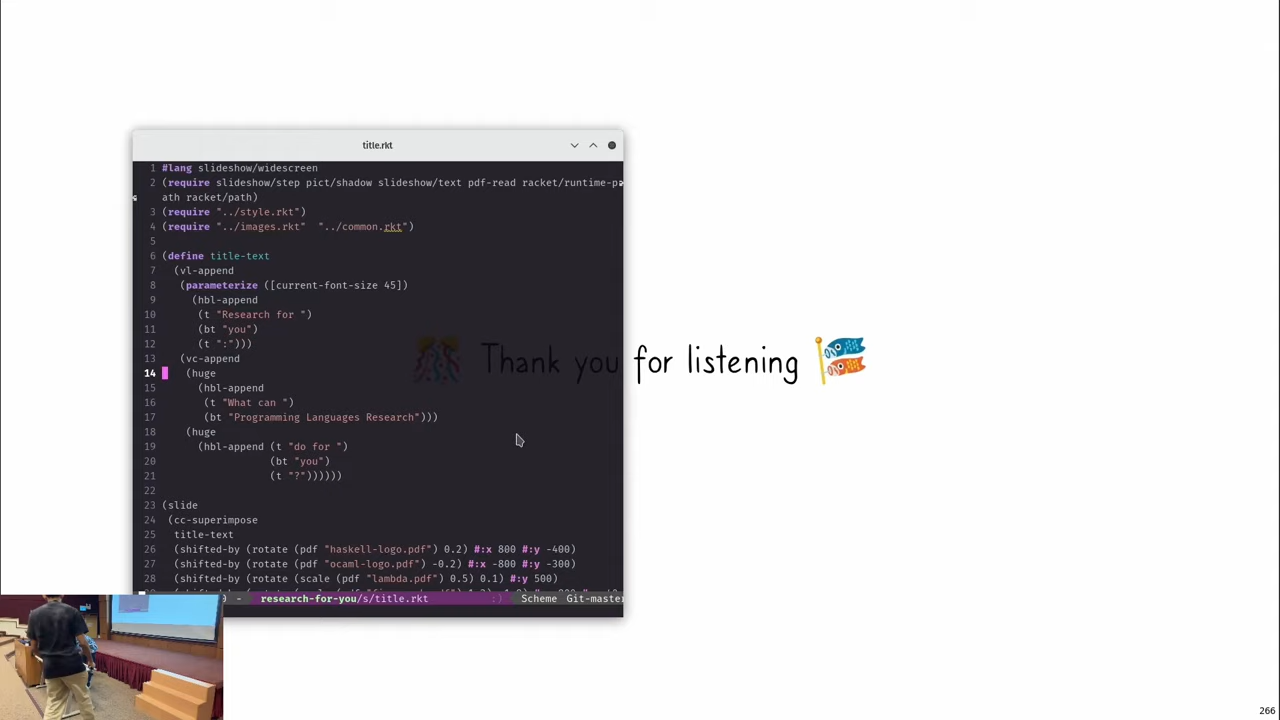 title.rkt
1 #lang slideshow/widescreen
2 (require slideshow/step pict/shadow slideshow/text pdf-read racket/runtime-p
ath racket/path)
3 (require "../style.rkt")
4 (require "../images.rkt"  "../common.rkt")
5
6 (define title-text
7   (vl-append
8    (parameterize ([current-font-size 45])
9      (hbl-append
10       (t "Research for ")
11       (bt "you")
12       (t ":")))
13    (vc-append
14     (huge
15       (hbl-append
16        (t "What can ")
17        (bt "Programming Languages Research")))
18     (huge
19       (hbl-append (t "do for ")
20                   (bt "you")
21                   (t "?"))))))
22
23 (slide
24  (cc-superimpose
25   title-text
26   (shifted-by (rotate (pdf "haskell-logo.pdf") 0.2) #:x 800 #:y -400)
27   (shifted-by (rotate (pdf "ocaml-logo.pdf") -0.2) #:x -800 #:y -300)
28   (shifted-by (rotate (scale (pdf "lambda.pdf") 0.5) 0.1) #:y 500)
- research-for-you/s/title.rkt :) Scheme Git-master
Thank you for listening
266